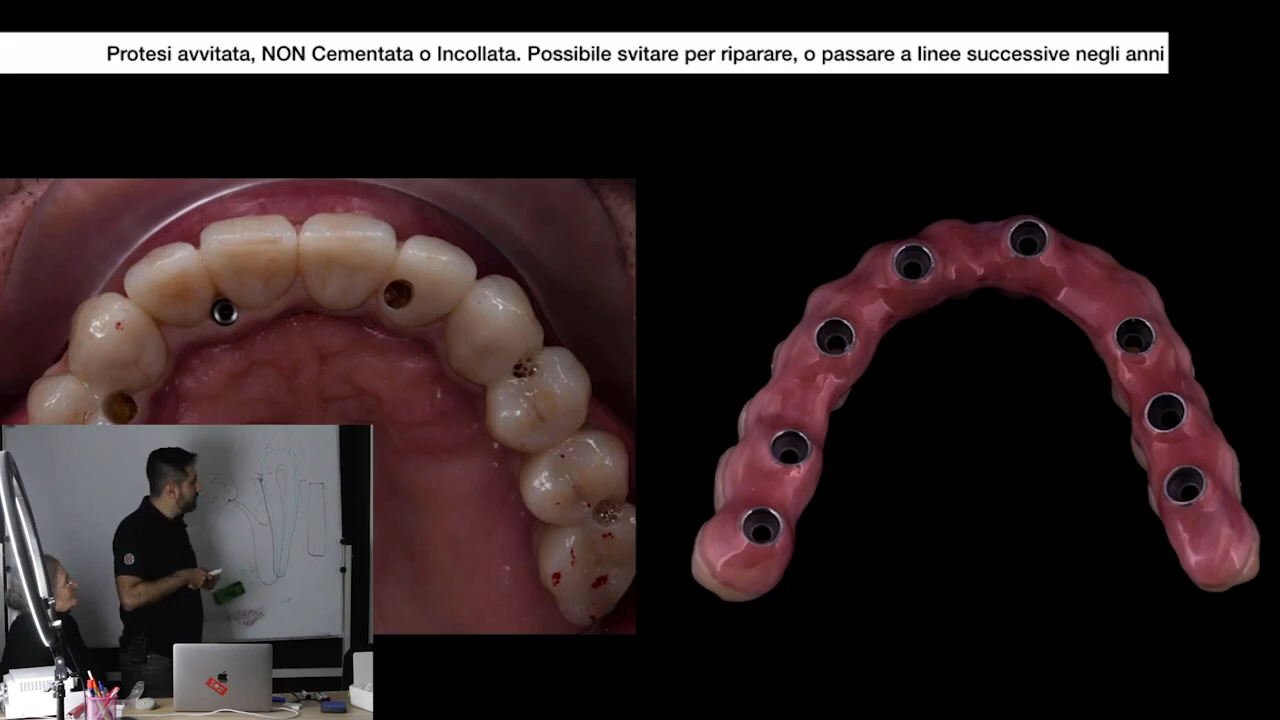 Protesi avvitata, NON Cementata o Incollata. Possibile svitare per riparare, o passare a linee successive negli anni